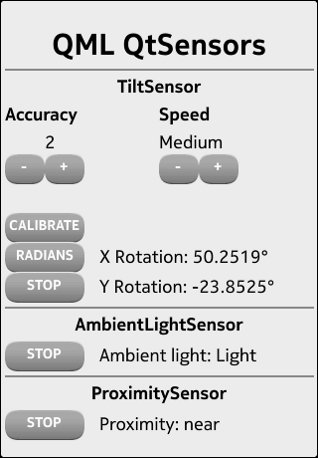 QML QtSensors
TiltSensor
Accuracy Speed
2 Medium
- + - +
CALIBRATE
RADIANS X Rotation: 50.2519°
STOP Y Rotation: -23.8525°
AmbientLightSensor
STOP Ambient light: Light
ProximitySensor
STOP Proximity: near